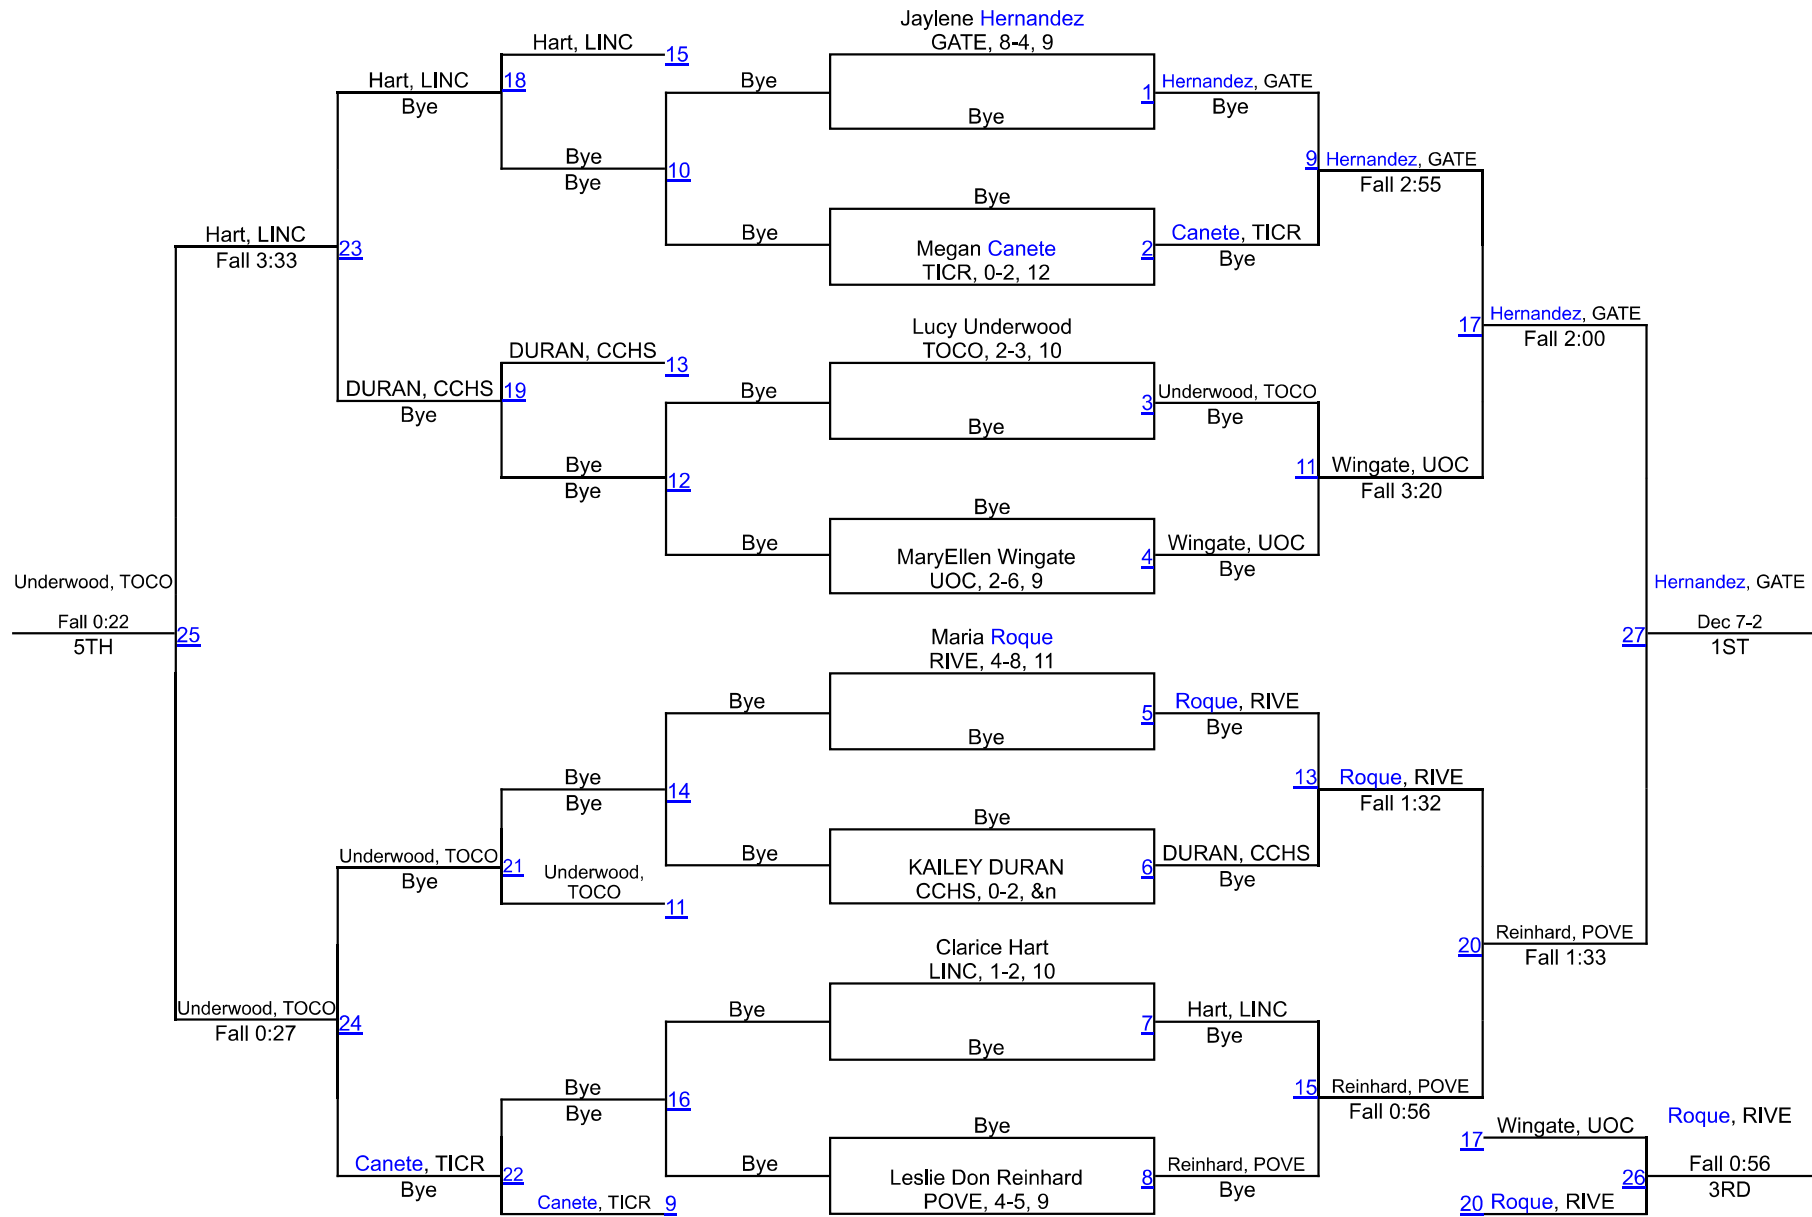 Jaylene Hernandez
GATE, 8-4, 9
Hart, LINC
15
Hart, LINC
18
Bye
Bye
1
Hernandez, GATE
Bye
Bye
Bye
10
Bye
9
Hernandez, GATE
Fall 2:55
Bye
Bye
Hart, LINC
23
Fall 3:33
Bye
Megan Canete
TICR, 0-2, 12
2
Canete, TICR
Bye
Lucy Underwood
TOCO, 2-3, 10
17
Hernandez, GATE
Fall 2:00
DURAN, CCHS
13
DURAN, CCHS
19
Bye
Bye
3
Underwood, TOCO
Bye
Bye
Bye
12
Bye
11
Wingate, UOC
Fall 3:20
Bye
Bye
MaryEllen Wingate
UOC, 2-6, 9
4
Wingate, UOC
Bye
Underwood, TOCO
Fall 0:22
25
5TH
Hernandez, GATE
27
Dec 7-2
1ST
Maria Roque
RIVE, 4-8, 11
Bye
5
Roque, RIVE
Bye
Bye
Bye
14
Bye
13
Roque, RIVE
Fall 1:32
Bye
Underwood, TOCO
21
Bye
Underwood,
TOCO
11
Bye
KAILEY DURAN
CCHS, 0-2, &n
6
DURAN, CCHS
Bye
Clarice Hart
LINC, 1-2, 10
20
Reinhard, POVE
Fall 1:33
Underwood, TOCO
24
Fall 0:27
Bye
7
Hart, LINC
Bye
Bye
Bye
16
Bye
15
Reinhard, POVE
Fall 0:56
Bye
Canete, TICR
22
Bye
Canete, TICR
9
Bye
Leslie Don Reinhard
POVE, 4-5, 9
8
Reinhard, POVE
Bye
17
Wingate, UOC
Roque, RIVE
26
Fall 0:56
3RD
20
Roque, RIVE